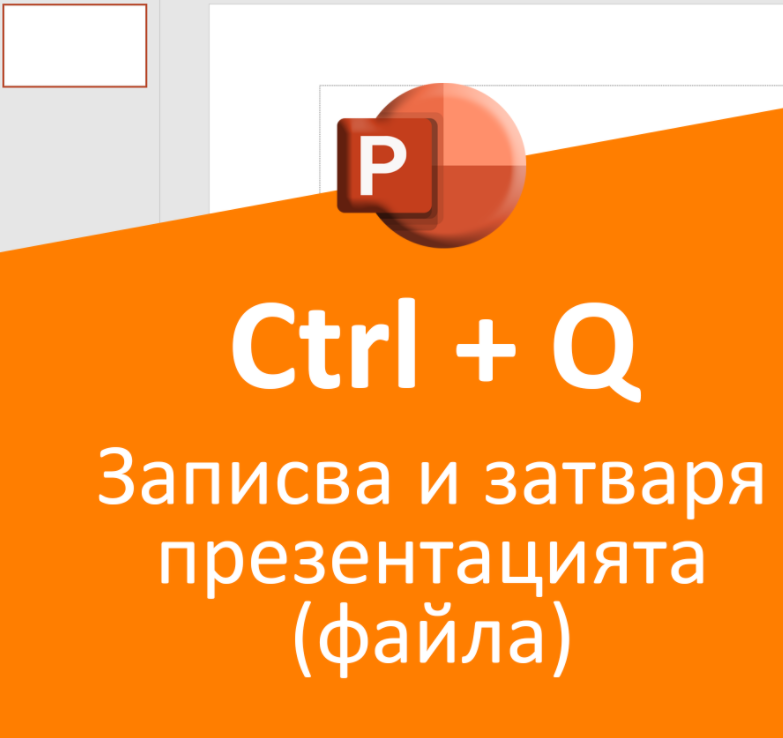 P
Ctrl + Q
Записва и затваря
презентацията
(файла)